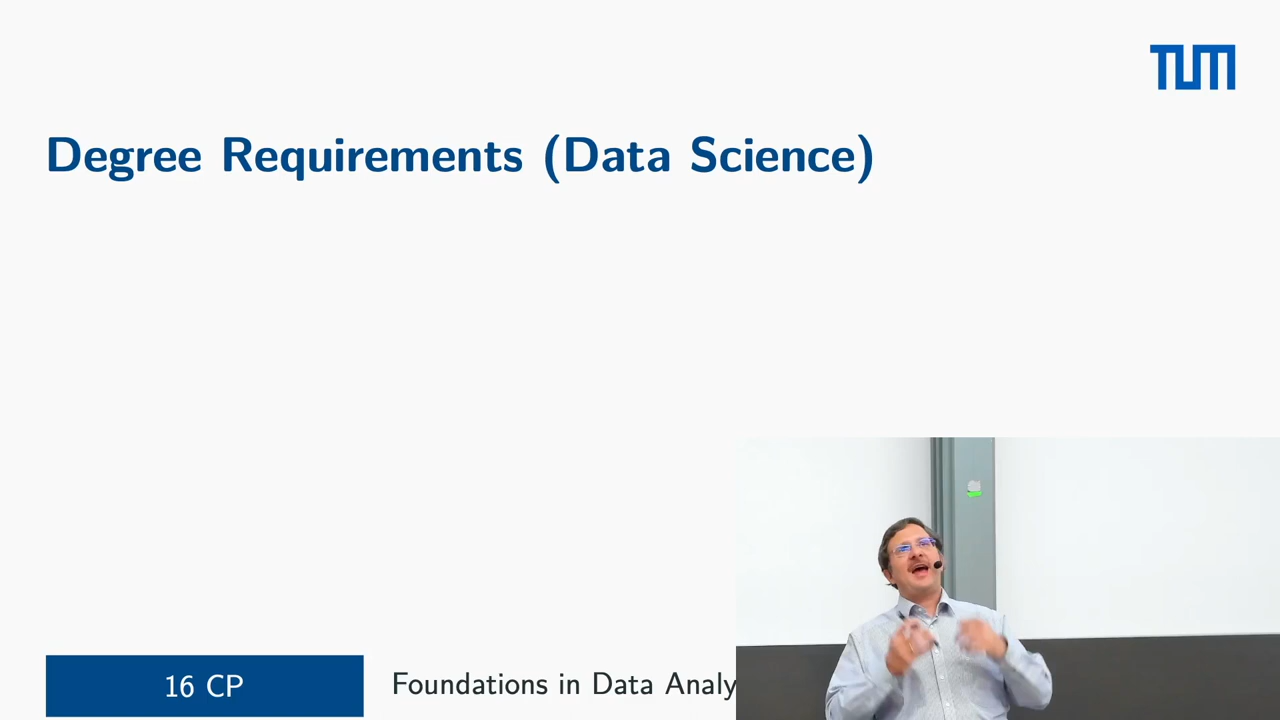 TUM
Degree Requirements (Data Science)
16 CP
Foundations in Data Analy